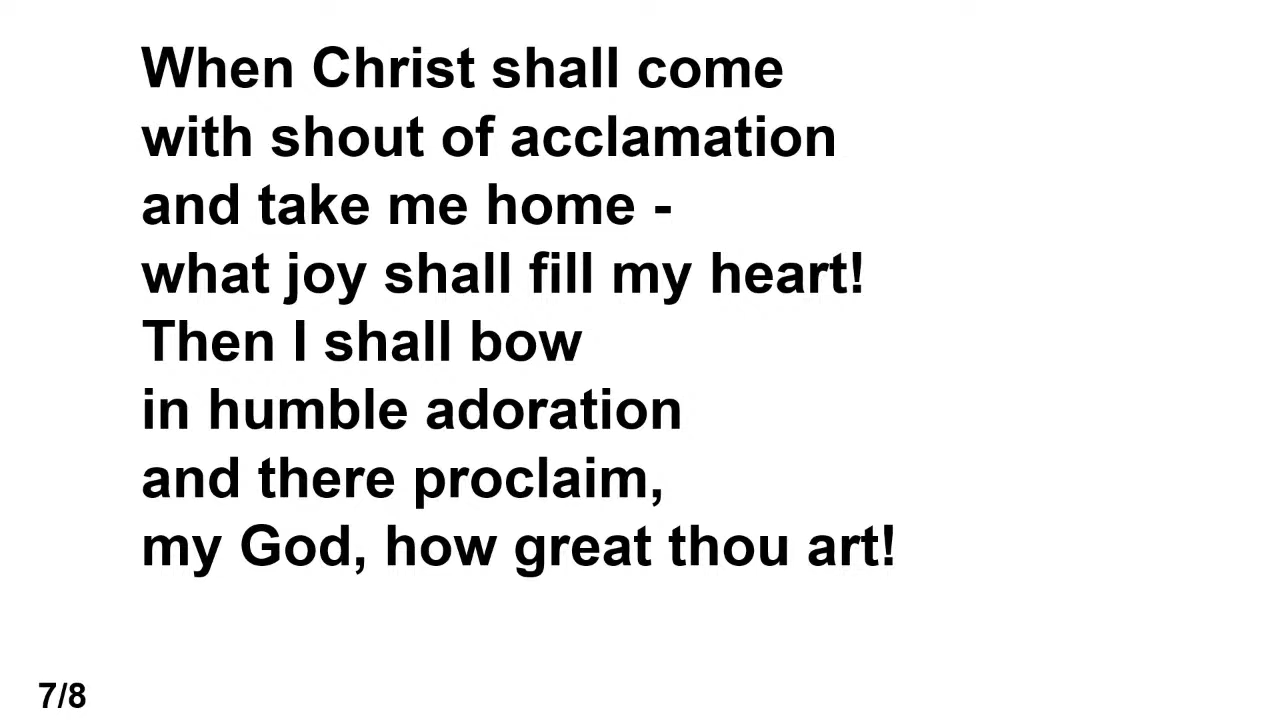 When Christ shall come
with shout of acclamation
and take me home -
what joy shall fill my heart!
Then I shall bow
in humble adoration
and there proclaim,
my God, how great thou art!
7/8